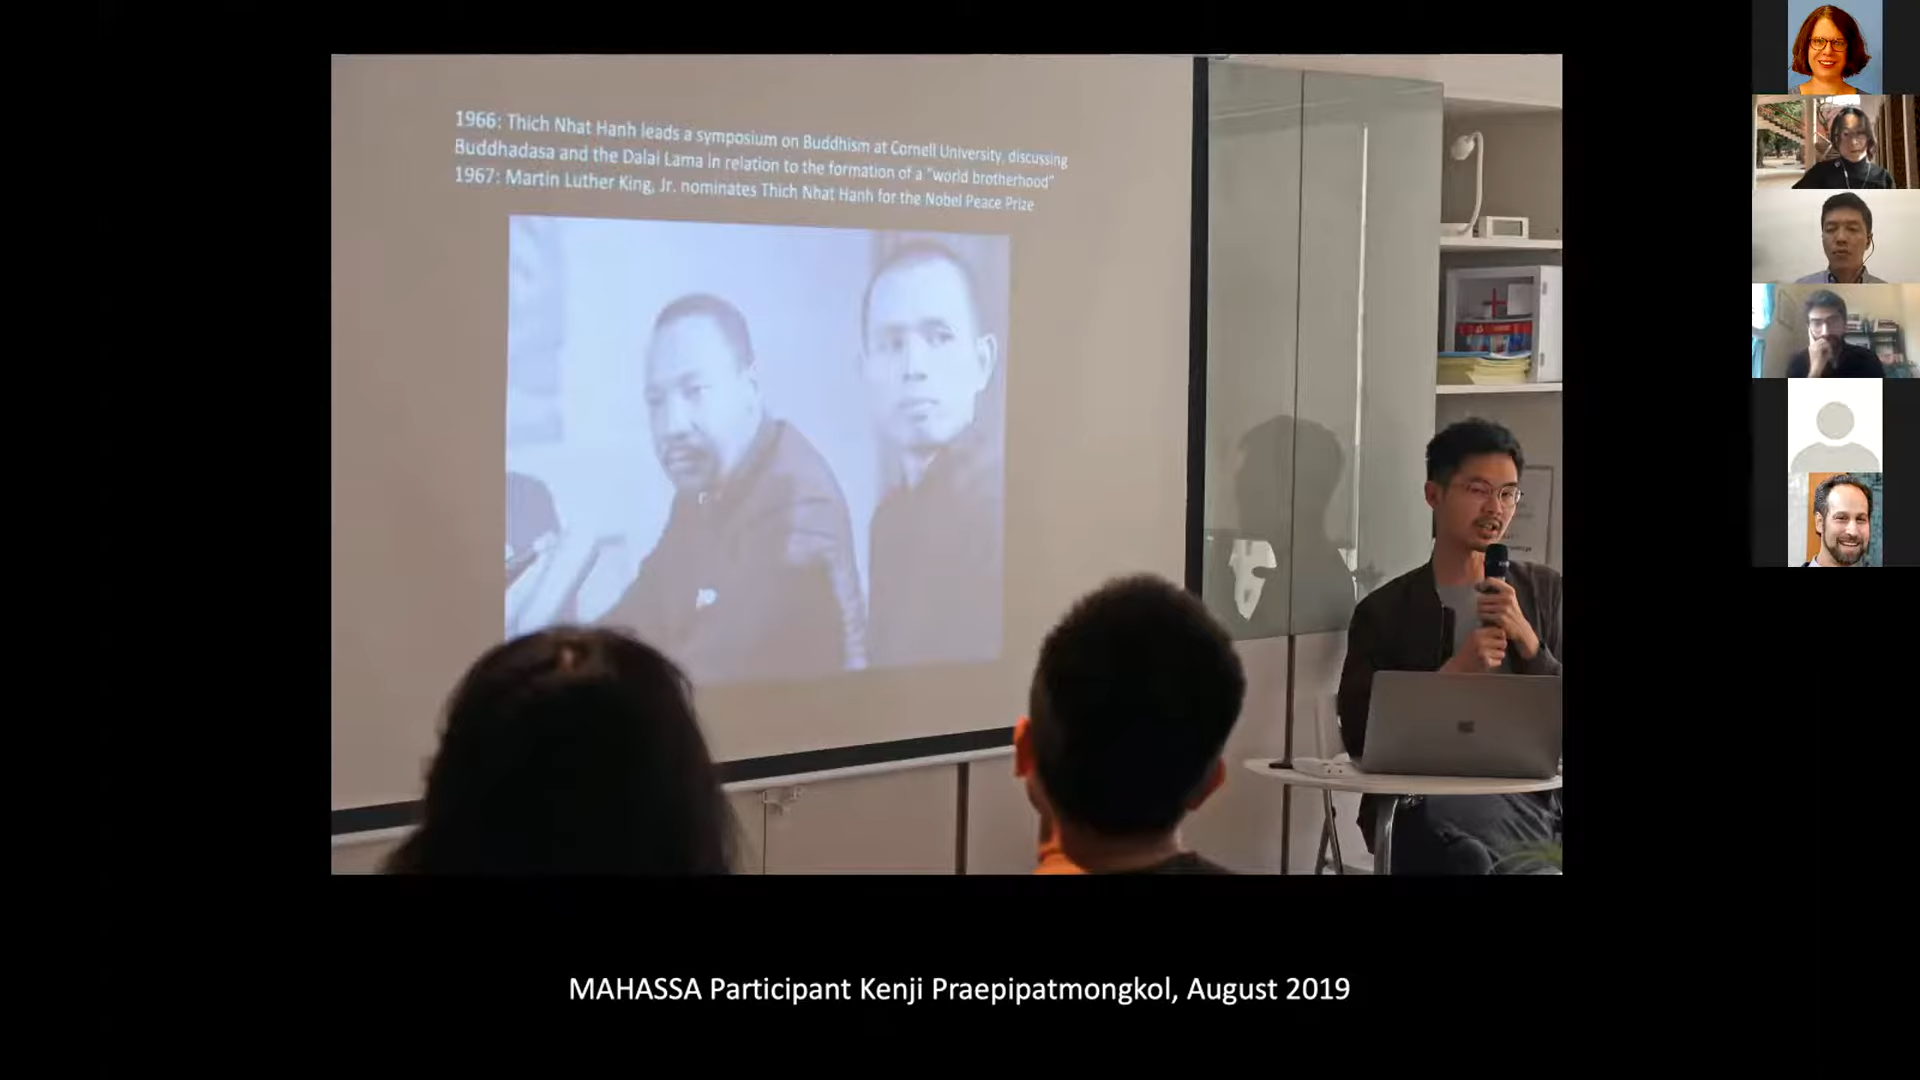 1966: Thich Nhat Hanh leads a symposium on Buddhism at Cornell University, discussing
Buddhadasa and the Dalai Lama in relation to the formation of a "world brotherhood"
1967: Martin Luther King, Jr. nominates Thich Nhat Hanh for the Nobel Peace Prize
MAHASSA Participant Kenji Praepipatmongkol, August 2019